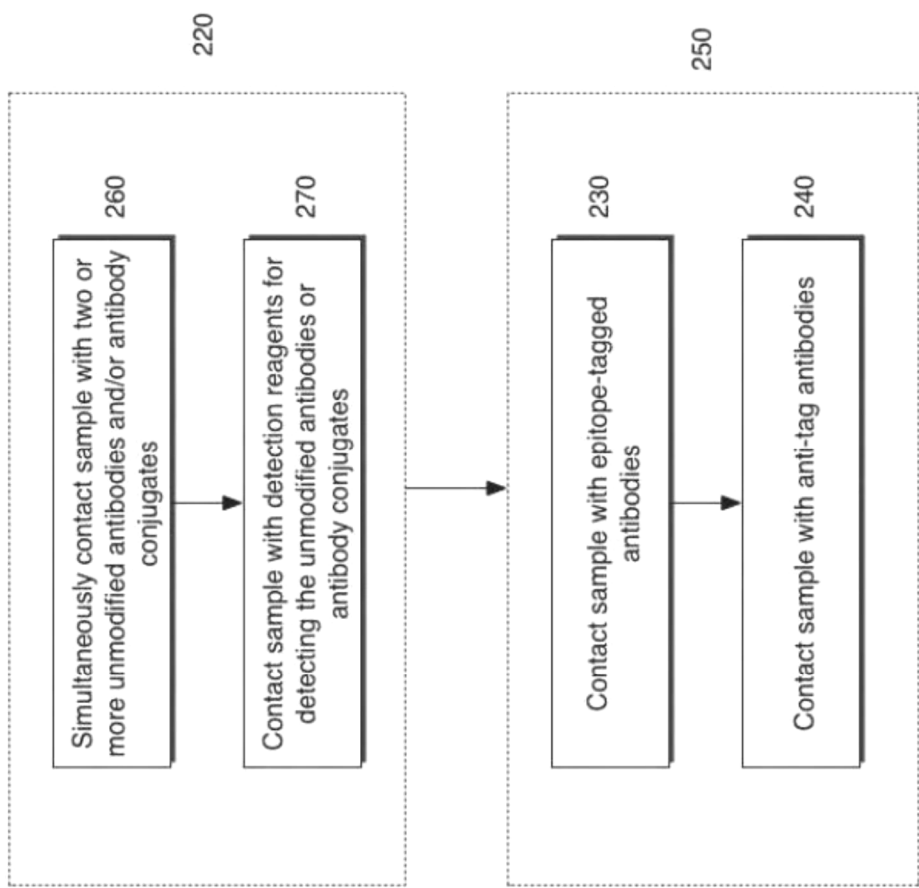 220
Simultaneously contact sample with two or
more unmodified antibodies and/or antibody
conjugates
260
Contact sample with detection reagents for
detecting the unmodified antibodies or
antibody conjugates
270
250
Contact sample with epitope-tagged
antibodies
230
Contact sample with anti-tag antibodies
240